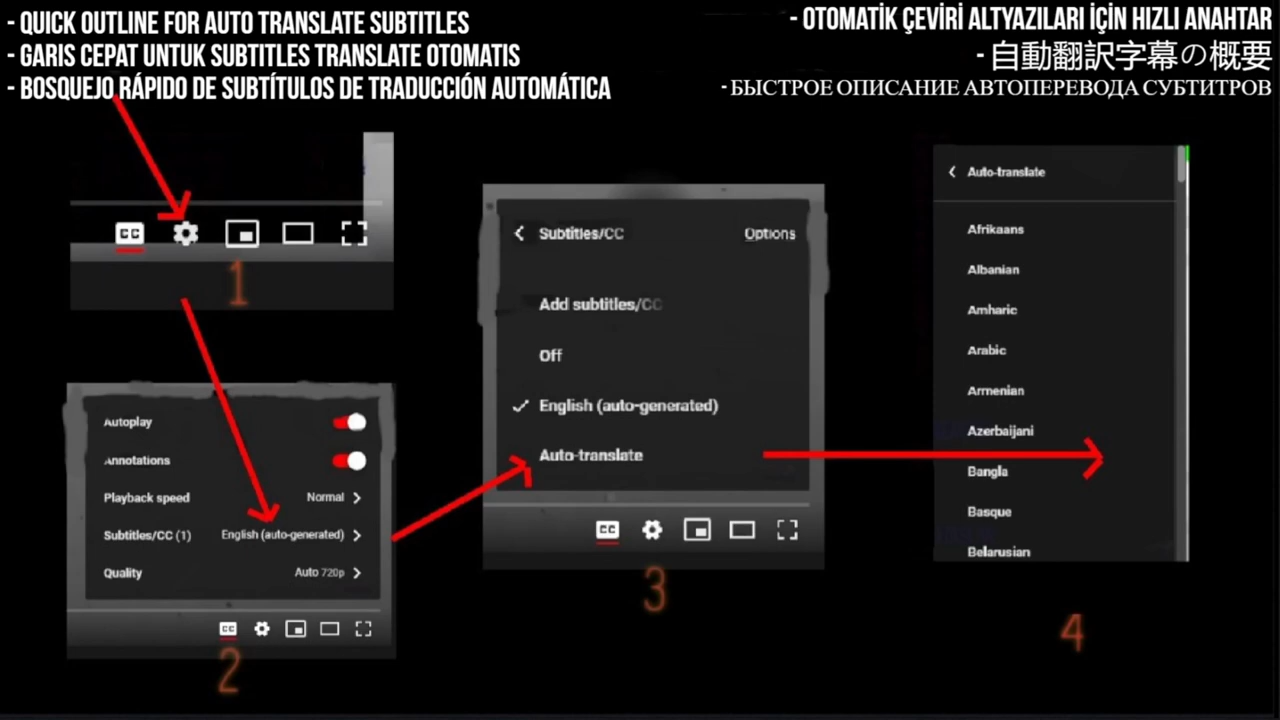 - QUICK OUTLINE FOR AUTO TRANSLATE SUBTITLES
- GARIS CEPAT UNTUK SUBTITLES TRANSLATE OTOMATIS
- BOSQUEJO RÁPIDO DE SUBTÍTULOS DE TRADUCCIÓN AUTOMÁTICA
- OTOMATİK ÇEVİRİ ALTYAZILARI İÇİN HIZLI ANAHTAR
- 自動翻訳字幕の概要
- БЫСТРОЕ ОПИСАНИЕ АВТОПЕРЕВОДА СУБТИТРОВ
CC
1
Autoplay
Annotations
Playback speed Normal
Subtitles/CC (1) English (auto-generated)
Quality Auto 720p
CC
2
Subtitles/CC Options
Add subtitles/CC
Off
English (auto-generated)
Auto-translate
CC
3
Auto-translate
Afrikaans
Albanian
Amharic
Arabic
Armenian
Azerbaijani
Bangla
Basque
Belarusian
4